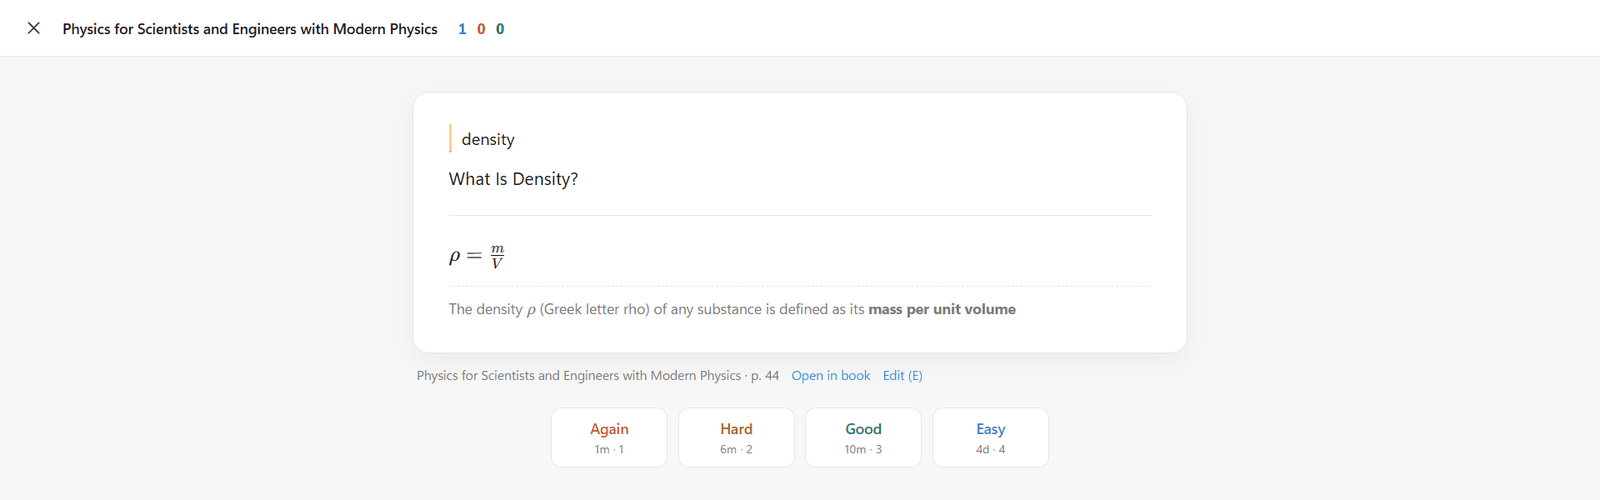 Physics for Scientists and Engineers with Modern Physics 1 0 0
density
What Is Density?
ρ = m/V
The density ρ (Greek letter rho) of any substance is defined as its mass per unit volume
Physics for Scientists and Engineers with Modern Physics · p. 44 Open in book Edit (E)
Again Hard Good Easy
1m · 1 6m · 2 10m · 3 4d · 4